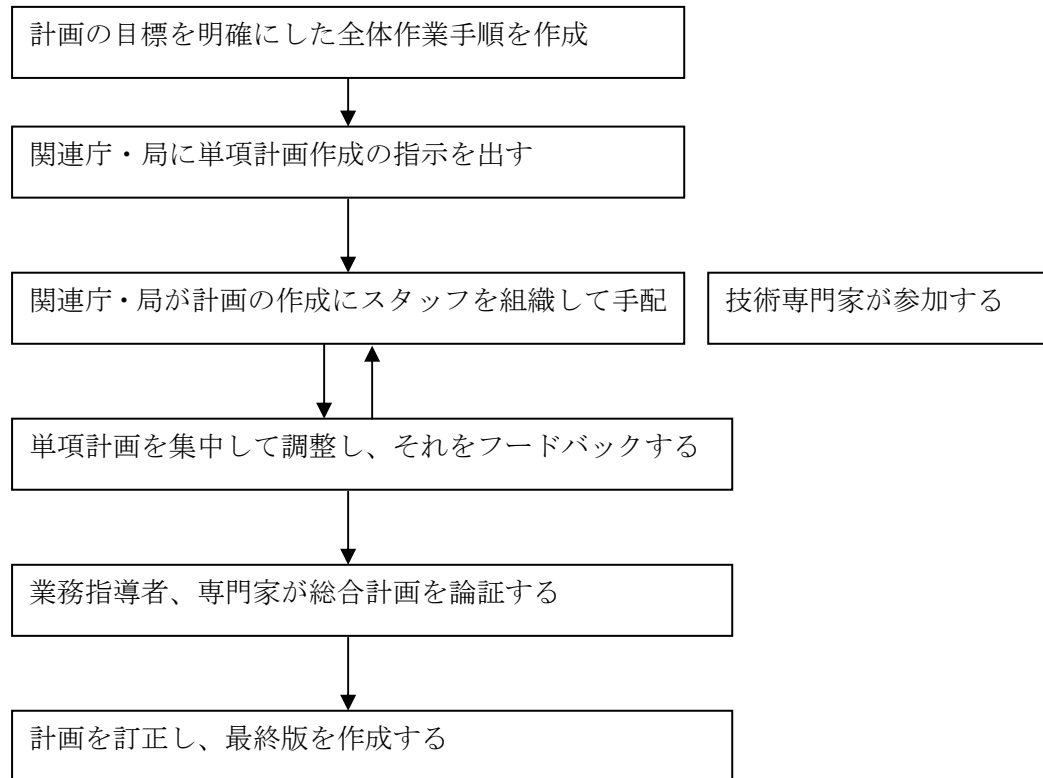 計画の目標を明確にした全体作業手順を作成
関連庁・局に単項計画作成の指示を出す
関連庁・局が計画の作成にスタッフを組織して手配
技術専門家が参加する
単項計画を集中して調整し、それをフードバックする
業務指導者、専門家が総合計画を論証する
計画を訂正し、最終版を作成する